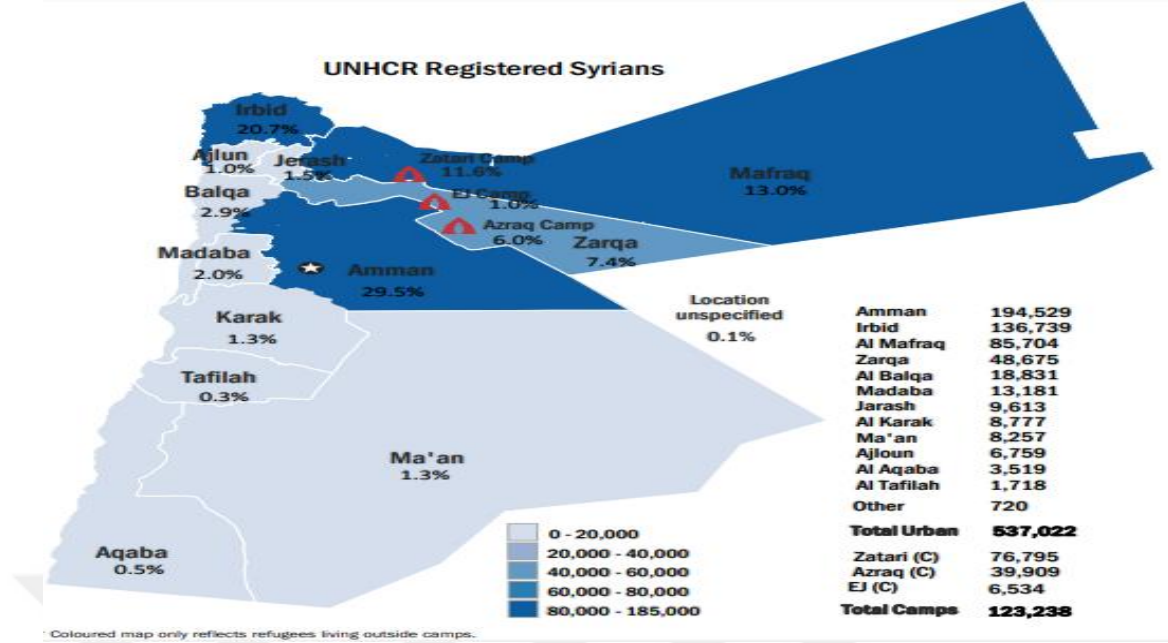 UNHCR Registered Syrians
Irbid
20.7%
Ajlun
1.0%
Jerash
1.5%
Zatari Camp
11.6%
Mafraq
13.0%
Balqa
2.9%
EJ Camp
1.0%
Azraq Camp
6.0%
Zarqa
7.4%
Madaba
2.0%
Amman
29.5%
Karak
1.3%
Location
unspecified
0.1%
Tafilah
0.3%
Ma'an
1.3%
Aqaba
0.5%
Amman 194,529
Irbid 136,739
Al Mafraq 85,704
Zarqa 48,675
Al Balqa 18,831
Madaba 13,181
Jarash 9,613
Al Karak 8,777
Ma'an 8,257
Ajloun 6,759
Al Aqaba 3,519
Al Tafilah 1,718
Other 720
Total Urban 537,022
Zatari (C) 76,795
Azraq (C) 39,909
EJ (C) 6,534
Total Camps 123,238
0 - 20,000
20,000 - 40,000
40,000 - 60,000
60,000 - 80,000
80,000 - 185,000
* Coloured map only reflects refugees living outside camps.